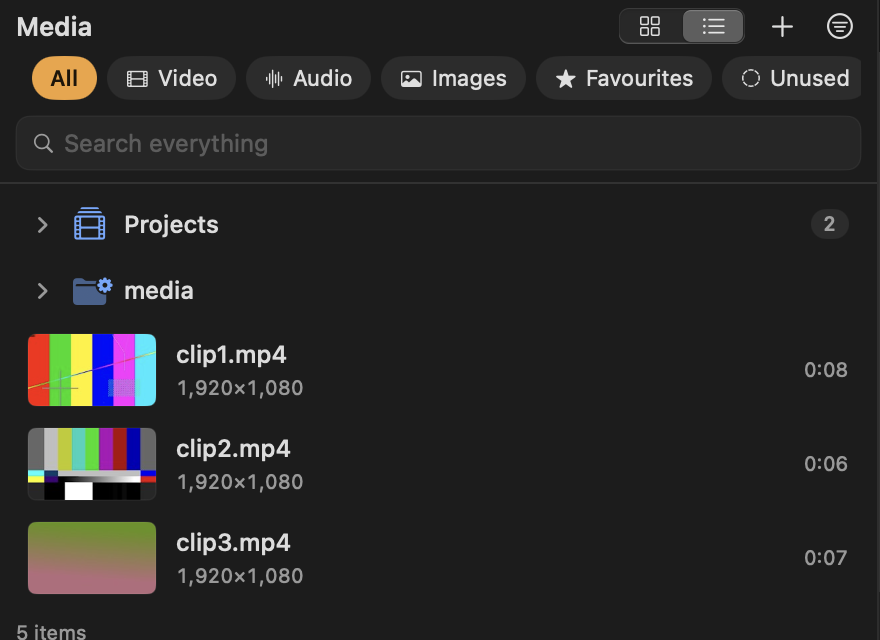 Media
All
Video
Audio
Images
Favourites
Unused
Search everything
Projects
2
media
clip1.mp4
1,920×1,080
0:08
clip2.mp4
1,920×1,080
0:06
clip3.mp4
1,920×1,080
0:07
5 items